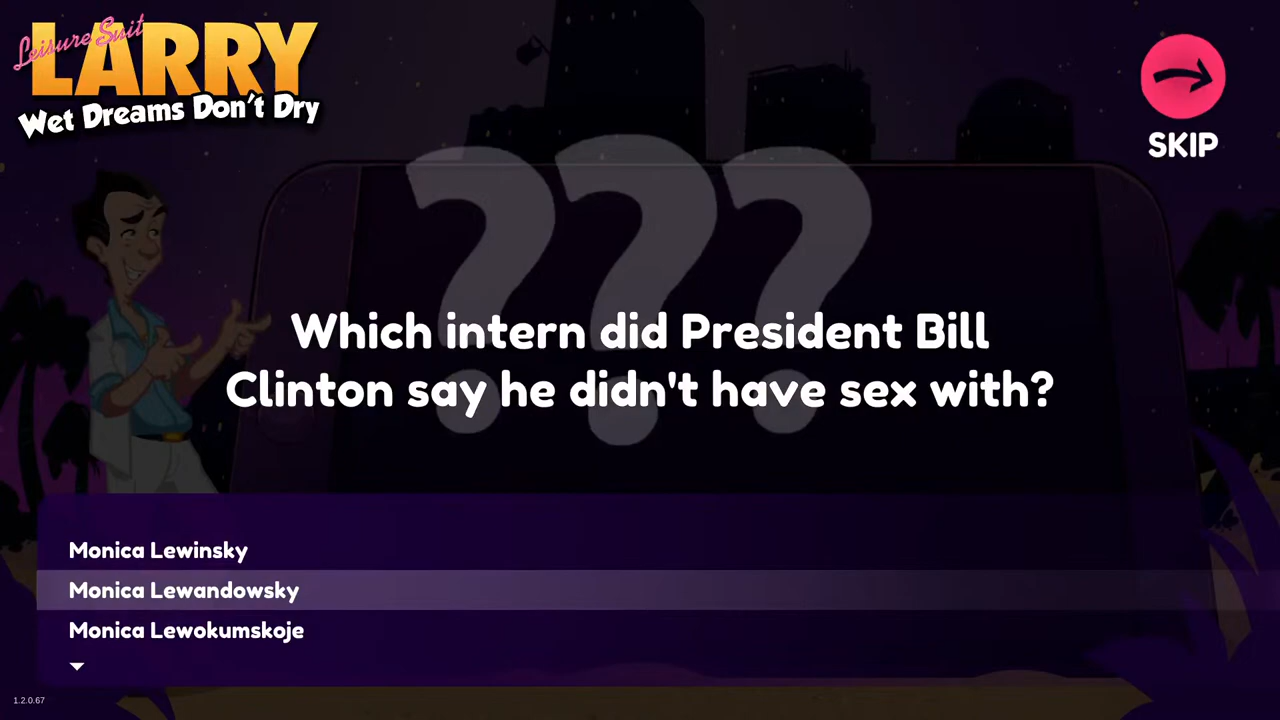 Leisure Suit
LARRY
Wet Dreams Don't Dry
SKIP
???
Which intern did President Bill
Clinton say he didn't have sex with?
Monica Lewinsky
Monica Lewandowsky
Monica Lewokumskoje
1.2.0.67